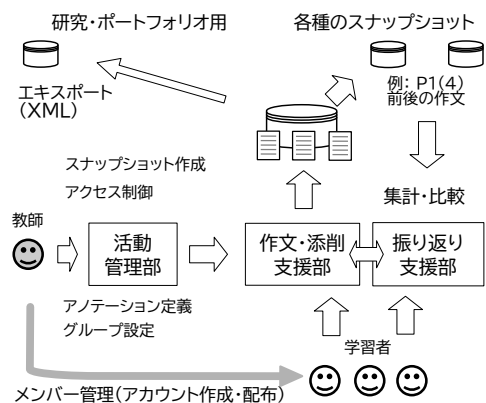 研究・ポートフォリオ用
各種のスナップショット
エキスポート
(XML)
例: P1(4)
前後の作文
スナップショット作成
アクセス制御
集計・比較
教師
活動
管理部
作文・添削
支援部
振り返り
支援部
アノテーション定義
グループ設定
学習者
メンバー管理(アカウント作成・配布)